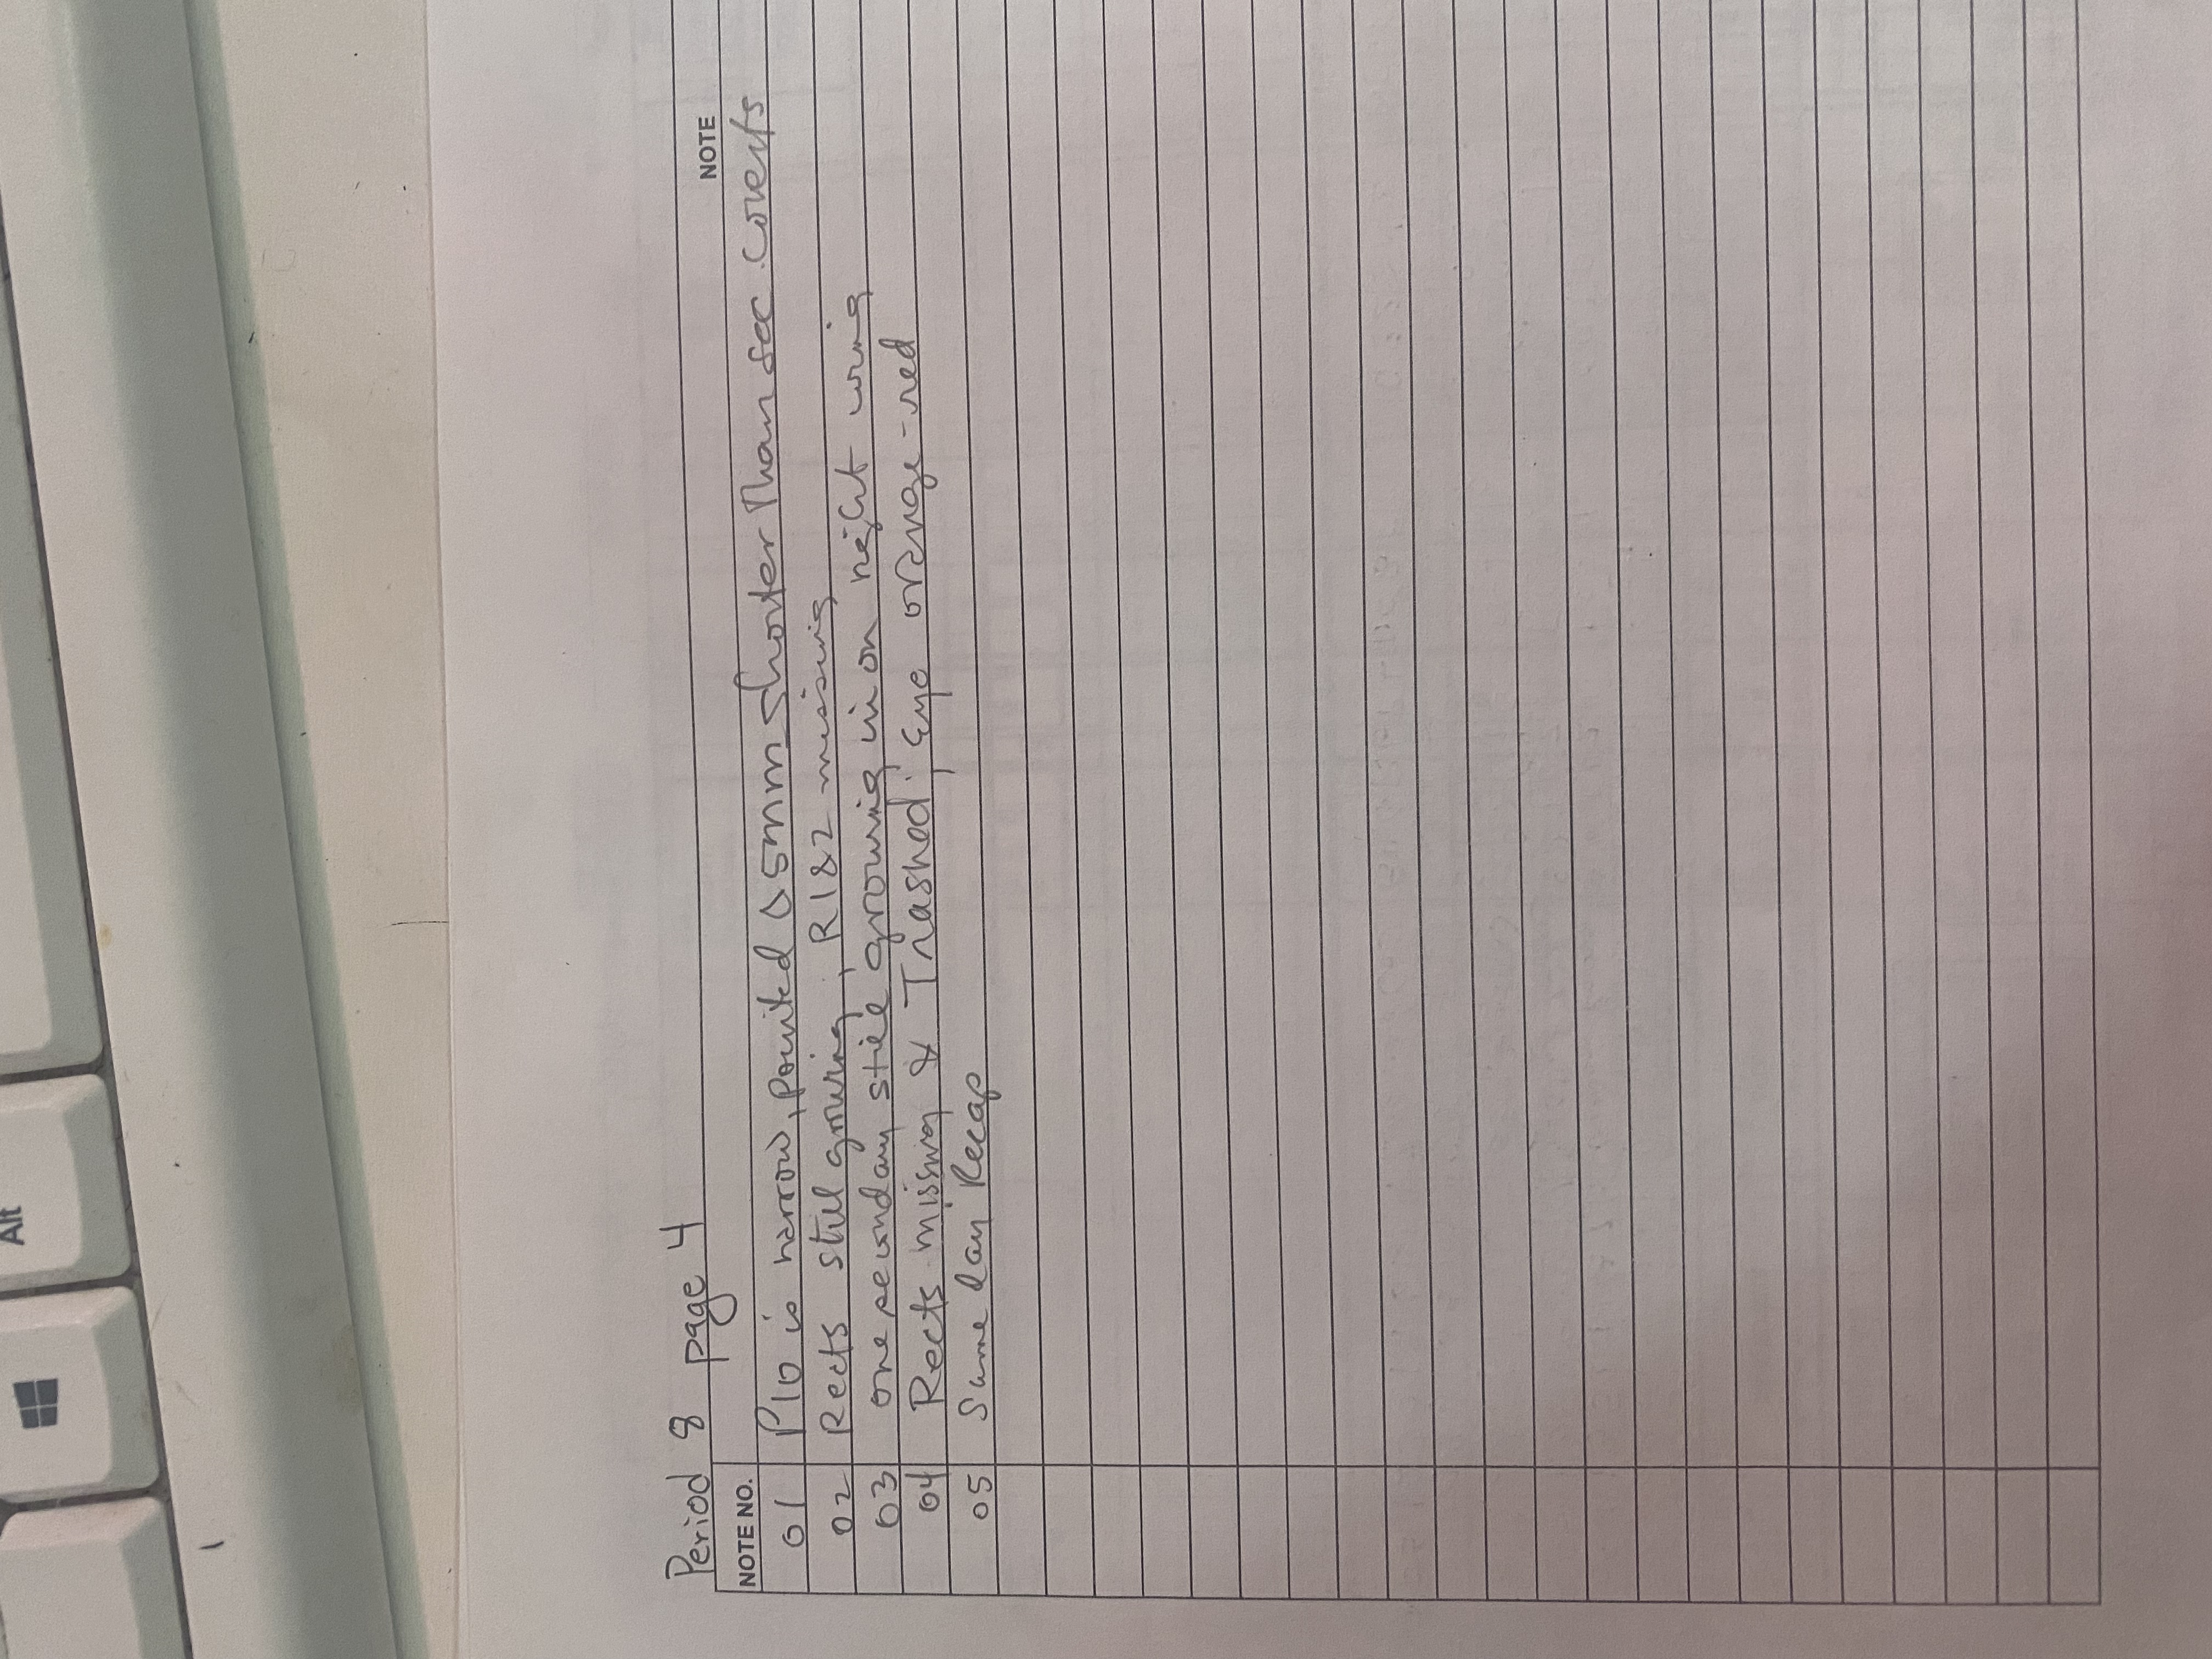 Alt
Period 8 page 4
NOTE NO. NOTE
01 P10 is narrow, pointed & 5mm shorter Than sec. coverts
02 Rects still growing; R1&2 missing
03 one secondary still growing in on right wing
04 Rects missing & Trashed; Eye orange-red
05 Same day Recap